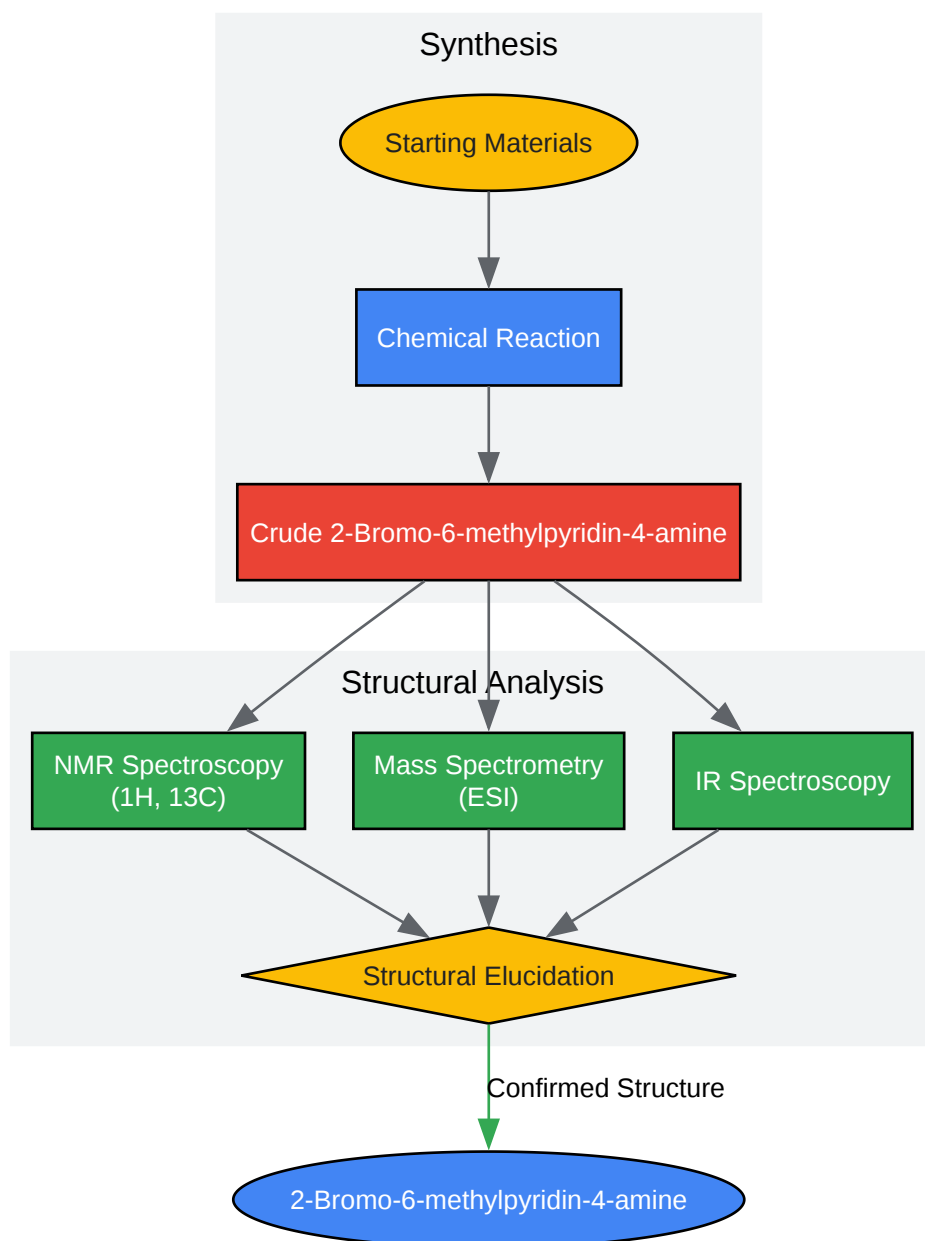 Synthesis
Starting Materials
Chemical Reaction
Crude 2-Bromo-6-methylpyridin-4-amine
Structural Analysis
NMR Spectroscopy
(1H, 13C)
Mass Spectrometry
(ESI)
IR Spectroscopy
Structural Elucidation
Confirmed Structure
2-Bromo-6-methylpyridin-4-amine